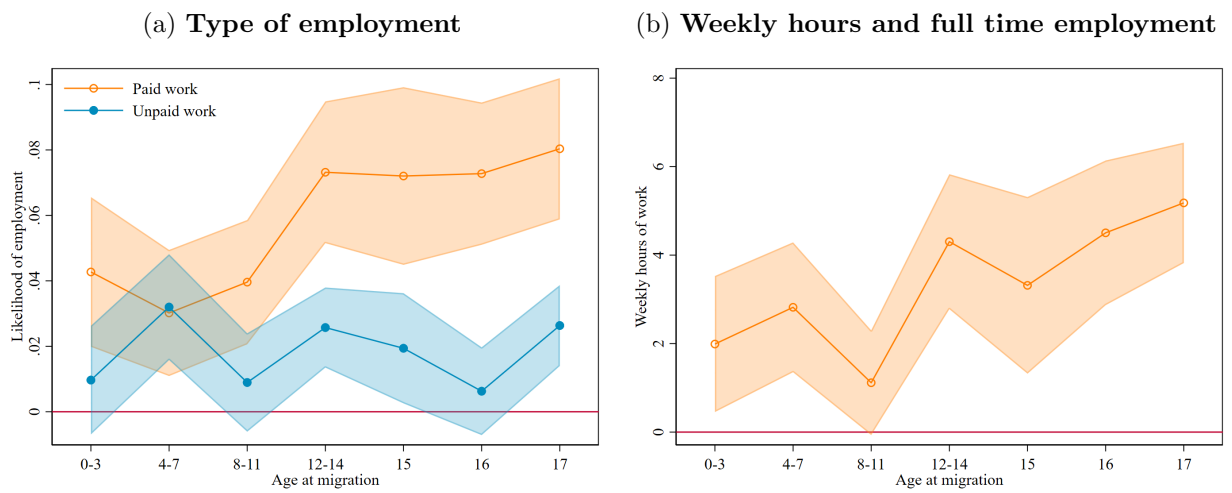 (a) Type of employment
Likelihood of employment
.1
.08
.06
.04
.02
0
Paid work
Unpaid work
0-3 4-7 8-11 12-14 15 16 17
Age at migration
(b) Weekly hours and full time employment
Weekly hours of work
8
6
4
2
0
0-3 4-7 8-11 12-14 15 16 17
Age at migration